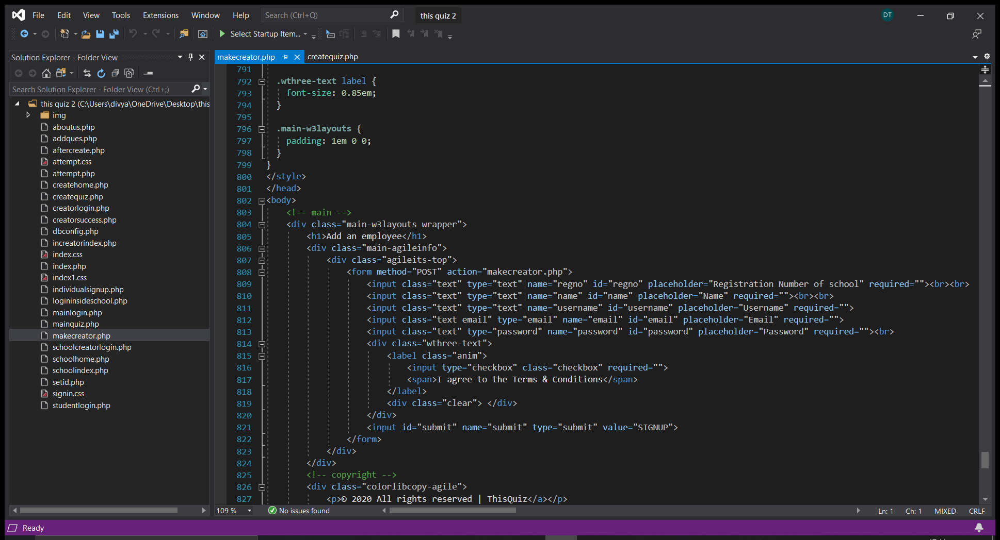 File Edit View Tools Extensions Window Help Search (Ctrl+Q) this quiz 2 DT
Select Startup Item...
Solution Explorer - Folder View
Search Solution Explorer - Folder View (Ctrl+;)
this quiz 2 (C:\Users\divya\OneDrive\Desktop\this
img
aboutus.php
addques.php
aftercreate.php
attempt.css
attempt.php
createhome.php
createquiz.php
creatorlogin.php
creatorsuccess.php
dbconfig.php
increatorindex.php
index.css
index.php
index1.css
individualsignup.php
logininsideschool.php
mainlogin.php
mainquiz.php
makecreator.php
schoolcreatorlogin.php
schoolhome.php
schoolindex.php
setid.php
signin.css
studentlogin.php
makecreator.php createquiz.php
791
792 .wthree-text label {
793 font-size: 0.85em;
794 }
795
796 .main-w3layouts {
797 padding: 1em 0 0;
798 }
799 }
800 </style>
801 </head>
802 <body>
803 <!-- main -->
804 <div class="main-w3layouts wrapper">
805 <h1>Add an employee</h1>
806 <div class="main-agileinfo">
807 <div class="agileits-top">
808 <form method="POST" action="makecreator.php">
809 <input class="text" type="text" name="regno" id="regno" placeholder="Registration Number of school" required=""><br><br>
810 <input class="text" type="text" name="name" id="name" placeholder="Name" required=""><br><br>
811 <input class="text" type="text" name="username" id="username" placeholder="Username" required="">
812 <input class="text email" type="email" name="email" id="email" placeholder="Email" required="">
813 <input class="text" type="password" name="password" id="password" placeholder="Password" required=""><br>
814 <div class="wthree-text">
815 <label class="anim">
816 <input type="checkbox" class="checkbox" required="">
817 <span>I agree to the Terms & Conditions</span>
818 </label>
819 <div class="clear"> </div>
820 </div>
821 <input id="submit" name="submit" type="submit" value="SIGNUP">
822 </form>
823 </div>
824 </div>
825 <!-- copyright -->
826 <div class="colorlibcopy-agile">
827 <p>© 2020 All rights reserved | ThisQuiz</a></p>
109 % No issues found Ln: 1 Ch: 1 MIXED CRLF
Ready